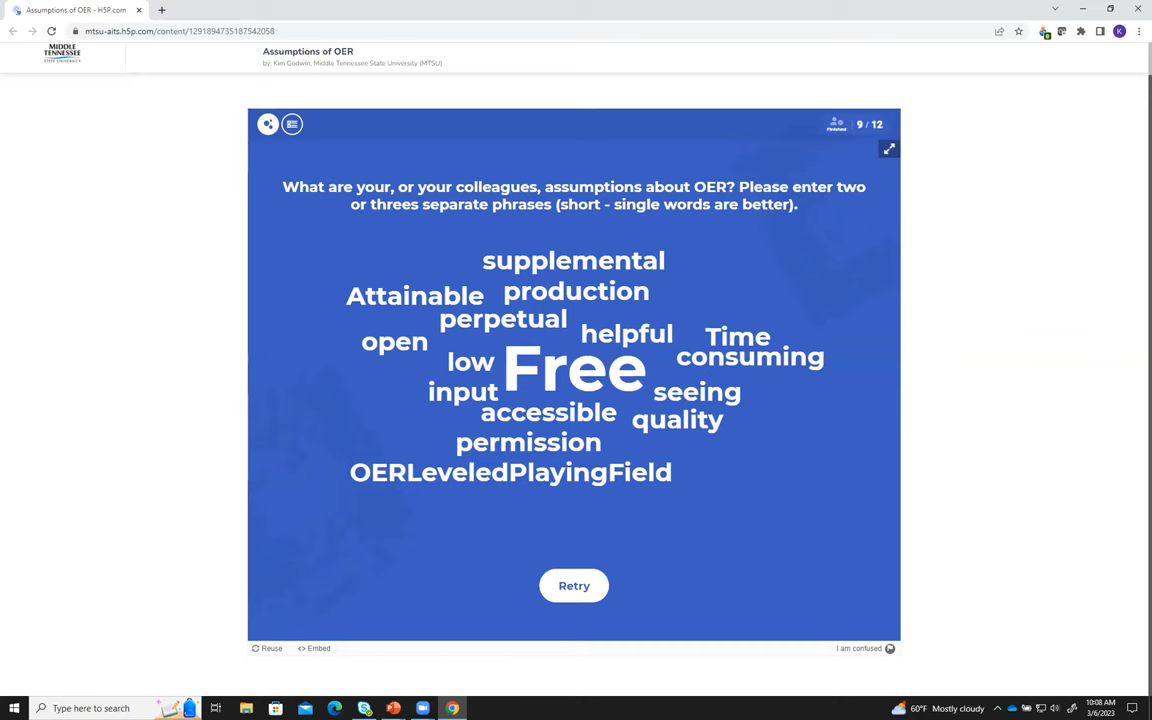 Assumptions of OER - H5P.com
mtsu-aits.h5p.com/content/1291894735187542058
K
MIDDLE
TENNESSEE
STATE UNIVERSITY
Assumptions of OER
by: Kim Godwin, Middle Tennessee State University (MTSU)
Finished
9 / 12
What are your, or your colleagues, assumptions about OER? Please enter two
or threes separate phrases (short - single words are better).
supplemental
Attainable
production
perpetual
helpful
Time
open
consuming
low
Free
input
seeing
accessible
quality
permission
OERLeveledPlayingField
Retry
Reuse
<> Embed
I am confused
Type here to search
60°F Mostly cloudy
10:08 AM
3/6/2023